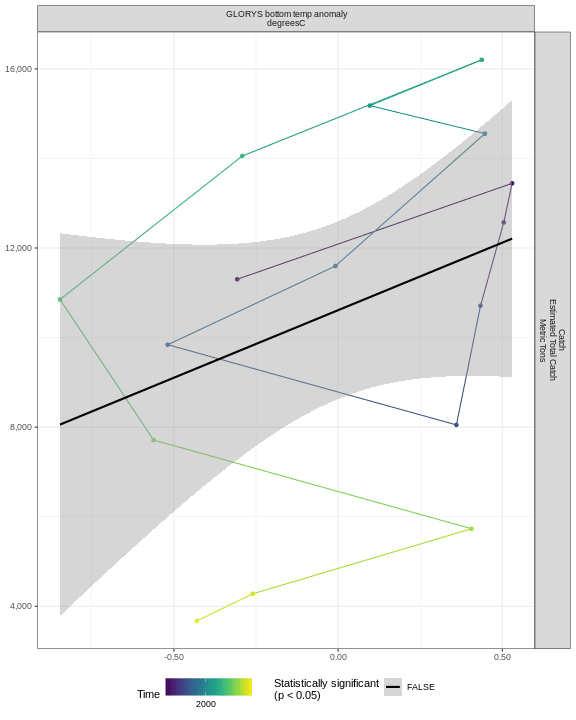 GLORYS bottom temp anomaly
degreesC
16,000
12,000
8,000
4,000
Catch
Estimated Total Catch
Metric Tons
-0.50
0.00
0.50
Time
2000
Statistically significant
(p < 0.05)
FALSE